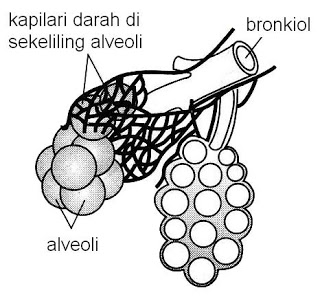 kapilari darah di
sekeliling alveoli
bronkiol
alveoli